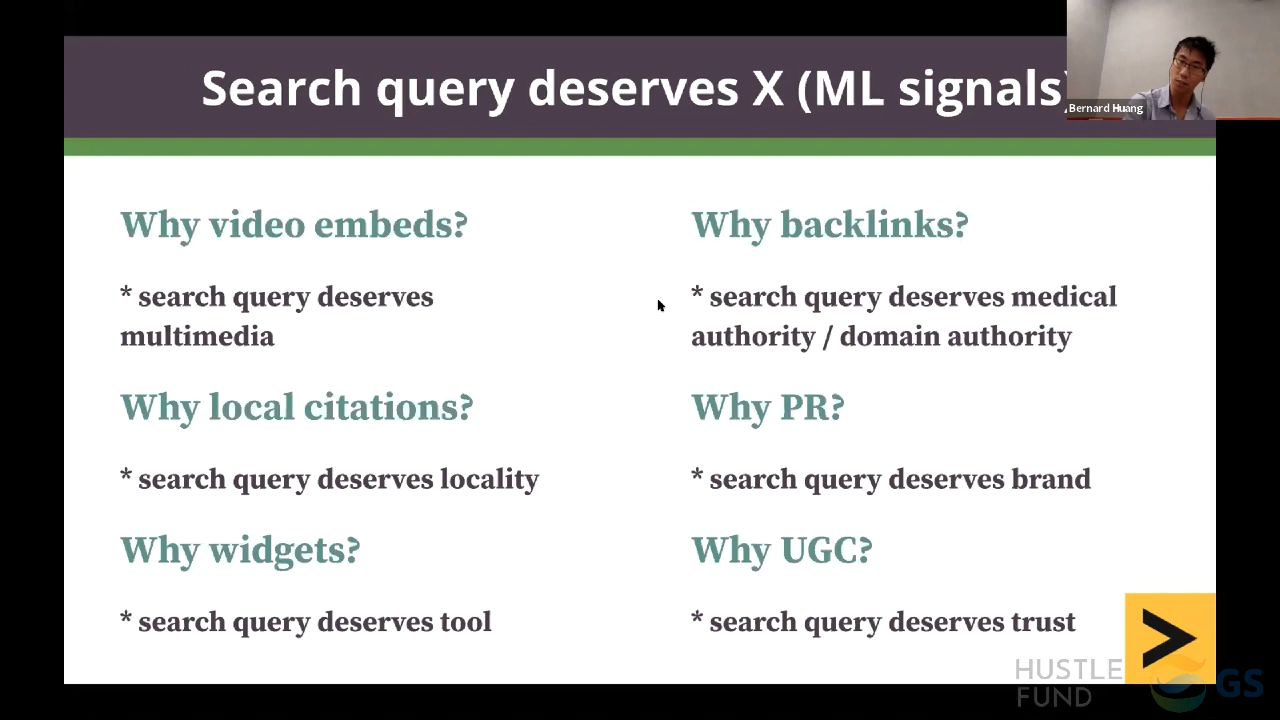 Search query deserves X (ML signals)
Bernard Huang
Why video embeds?
* search query deserves
multimedia
Why local citations?
* search query deserves locality
Why widgets?
* search query deserves tool
Why backlinks?
* search query deserves medical
authority / domain authority
Why PR?
* search query deserves brand
Why UGC?
* search query deserves trust
HUSTLE
FUND
GS